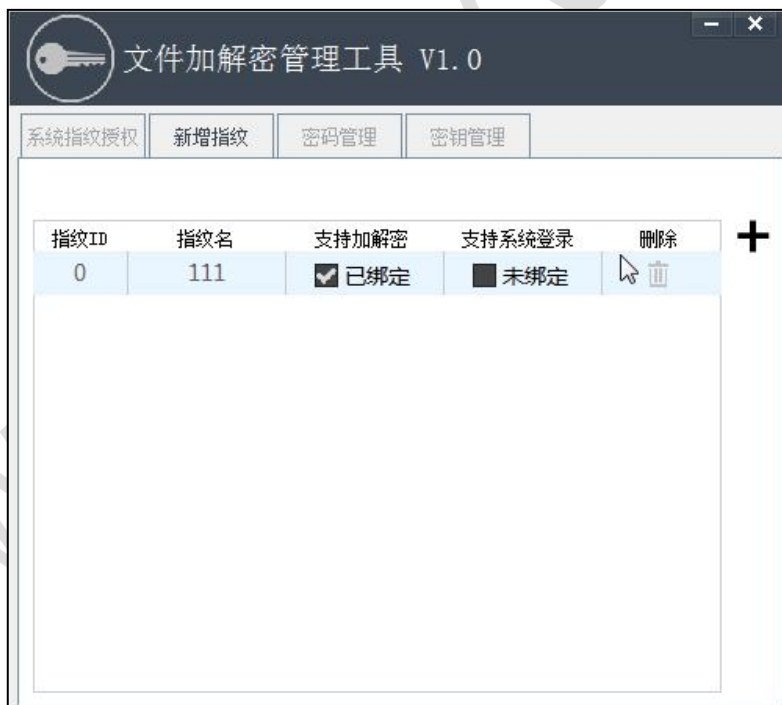 文件加解密管理工具 V1.0
系统指纹授权 新增指纹 密码管理 密钥管理
指纹ID 指纹名 支持加解密 支持系统登录 删除
0 111 已绑定 未绑定